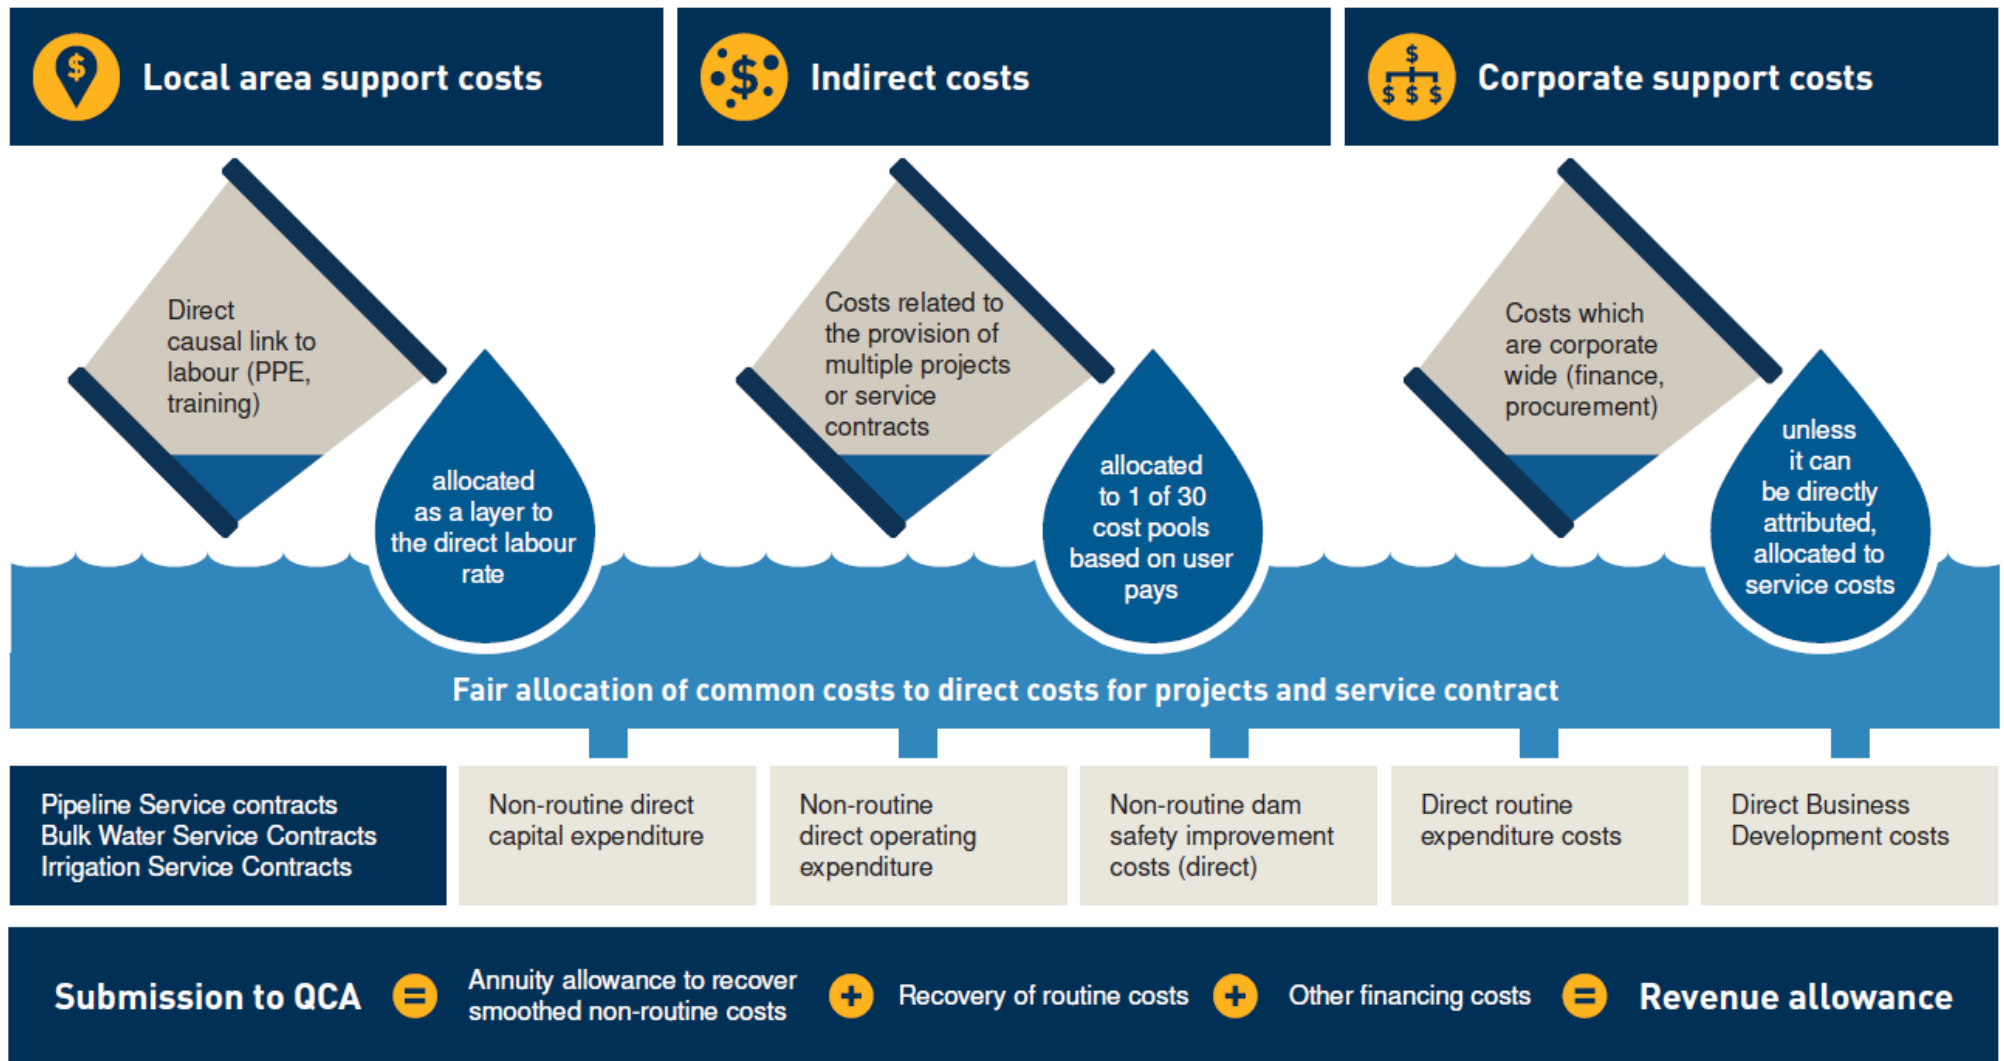 Local area support costs
Indirect costs
Corporate support costs
Direct
causal link to
labour (PPE,
training)
allocated
as a layer to
the direct labour
rate
Costs related to
the provision of
multiple projects
or service
contracts
allocated
to 1 of 30
cost pools
based on user
pays
Costs which
are corporate
wide (finance,
procurement)
unless
it can
be directly
attributed,
allocated to
service costs
Fair allocation of common costs to direct costs for projects and service contract
Pipeline Service contracts
Bulk Water Service Contracts
Irrigation Service Contracts
Non-routine direct
capital expenditure
Non-routine
direct operating
expenditure
Non-routine dam
safety improvement
costs (direct)
Direct routine
expenditure costs
Direct Business
Development costs
Submission to QCA
=
Annuity allowance to recover
smoothed non-routine costs
+
Recovery of routine costs
+
Other financing costs
=
Revenue allowance